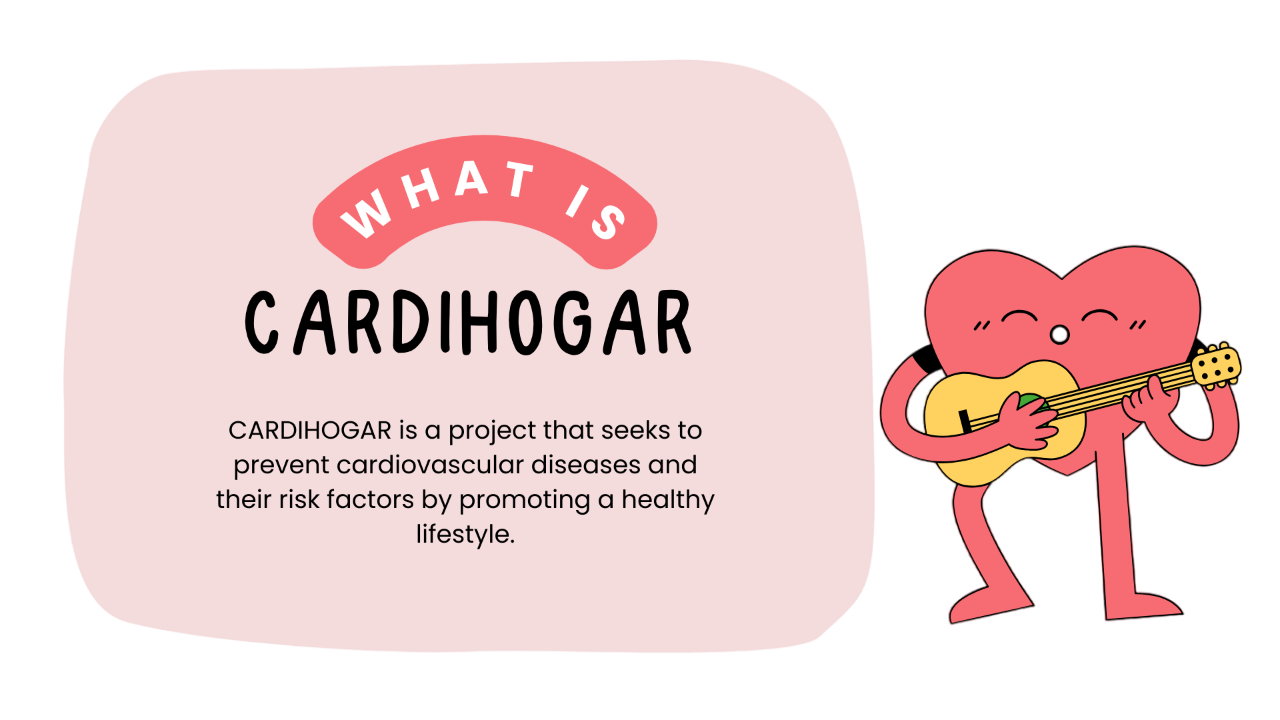 WHAT IS
CARDIHOGAR
CARDIHOGAR is a project that seeks to
prevent cardiovascular diseases and
their risk factors by promoting a healthy
lifestyle.